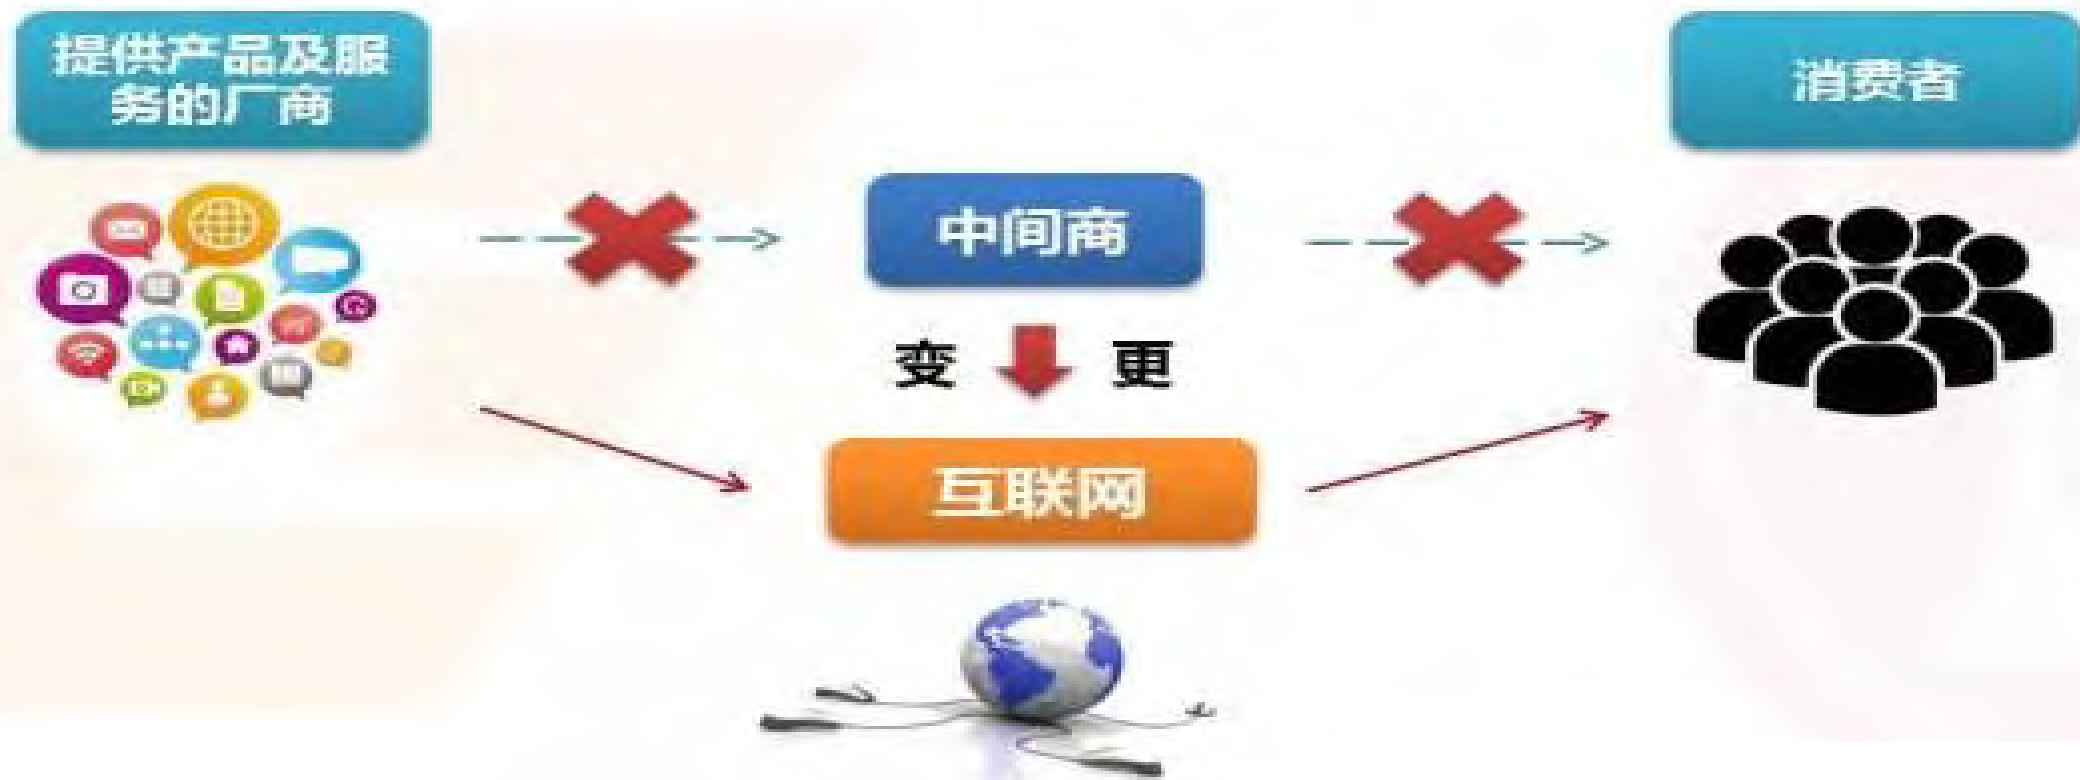 提供产品及服
务的厂商
消费者
中间商
变 更
互联网